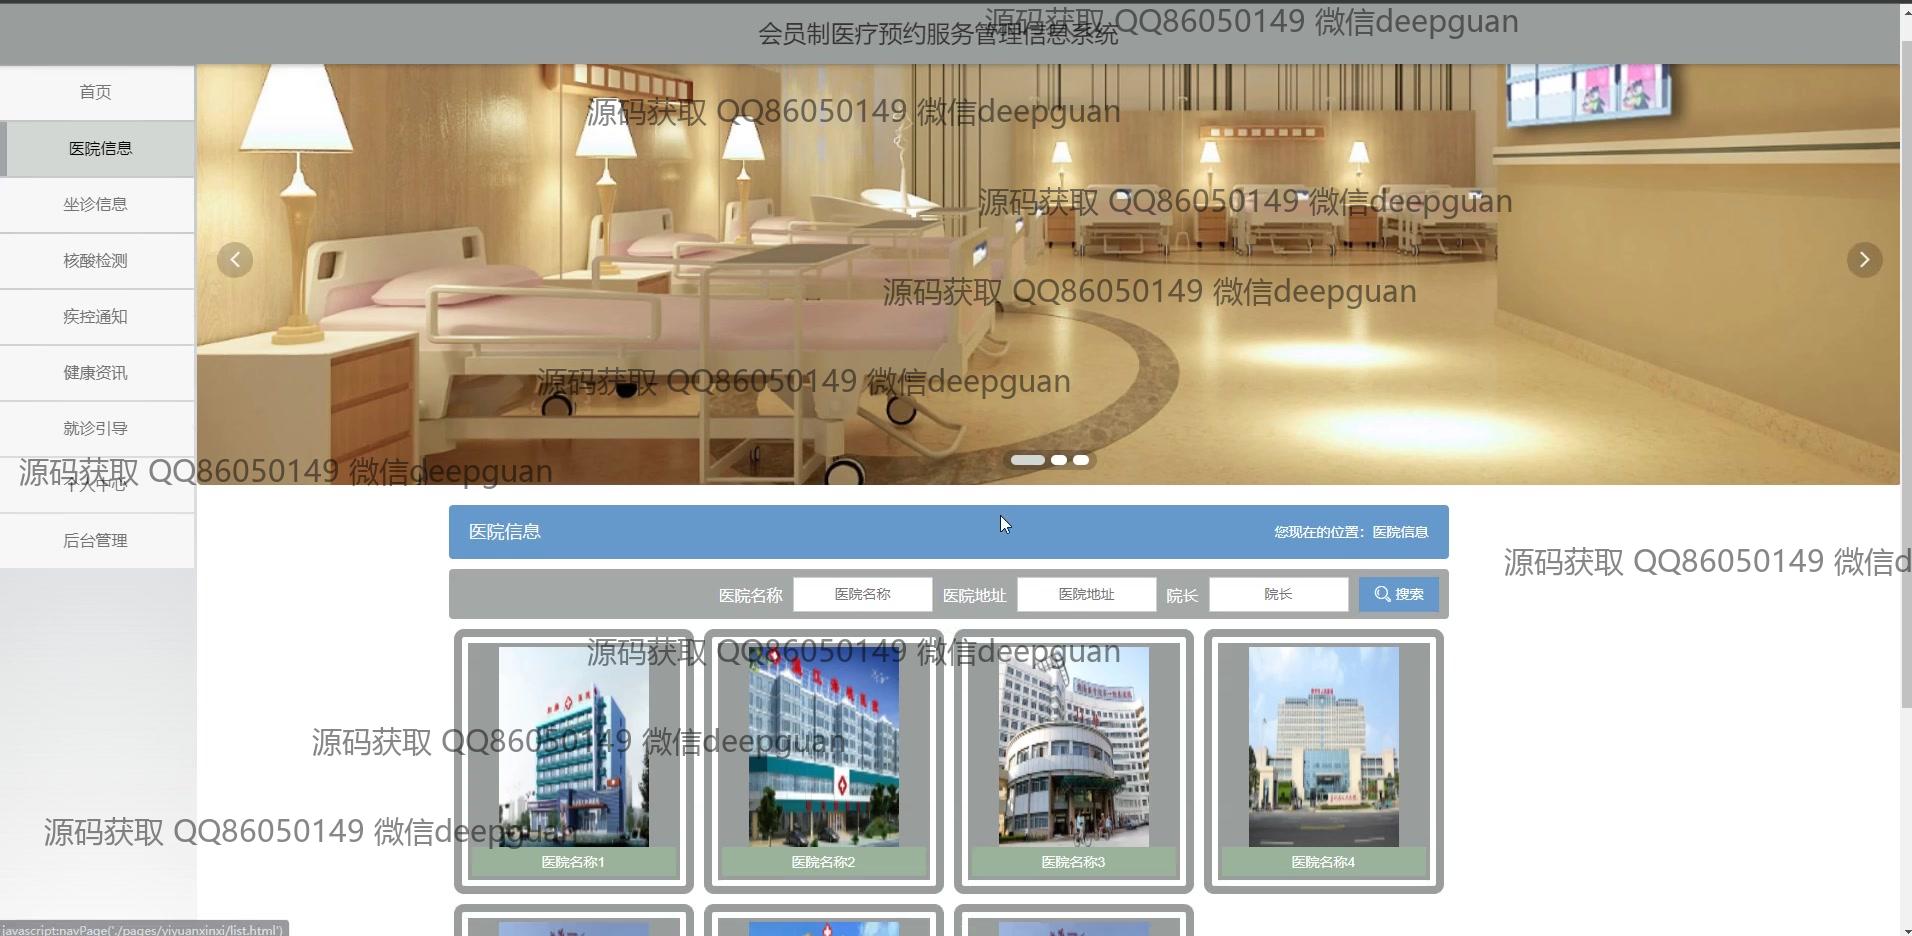 会员制医疗预约服务管理信息系统
源码获取 QQ86050149 微信deepguan
首页
医院信息
坐诊信息
核酸检测
疾控通知
健康资讯
就诊引导
个人中心
后台管理
源码获取 QQ86050149 微信deepguan
源码获取 QQ86050149 微信deepguan
源码获取 QQ86050149 微信deepguan
源码获取 QQ86050149 微信deepguan
源码获取 QQ86050149 微信deepguan
医院信息
您现在的位置：医院信息
源码获取 QQ86050149 微信d
医院名称 医院名称 医院地址 医院地址 院长 院长 搜索
源码获取 QQ86050149 微信deepguan
源码获取 QQ86050149 微信deepguan
源码获取 QQ86050149 微信deepguan
医院名称1
医院名称2
医院名称3
医院名称4
javascript:navPage('./pages/yiyuanxinxi/list.html')